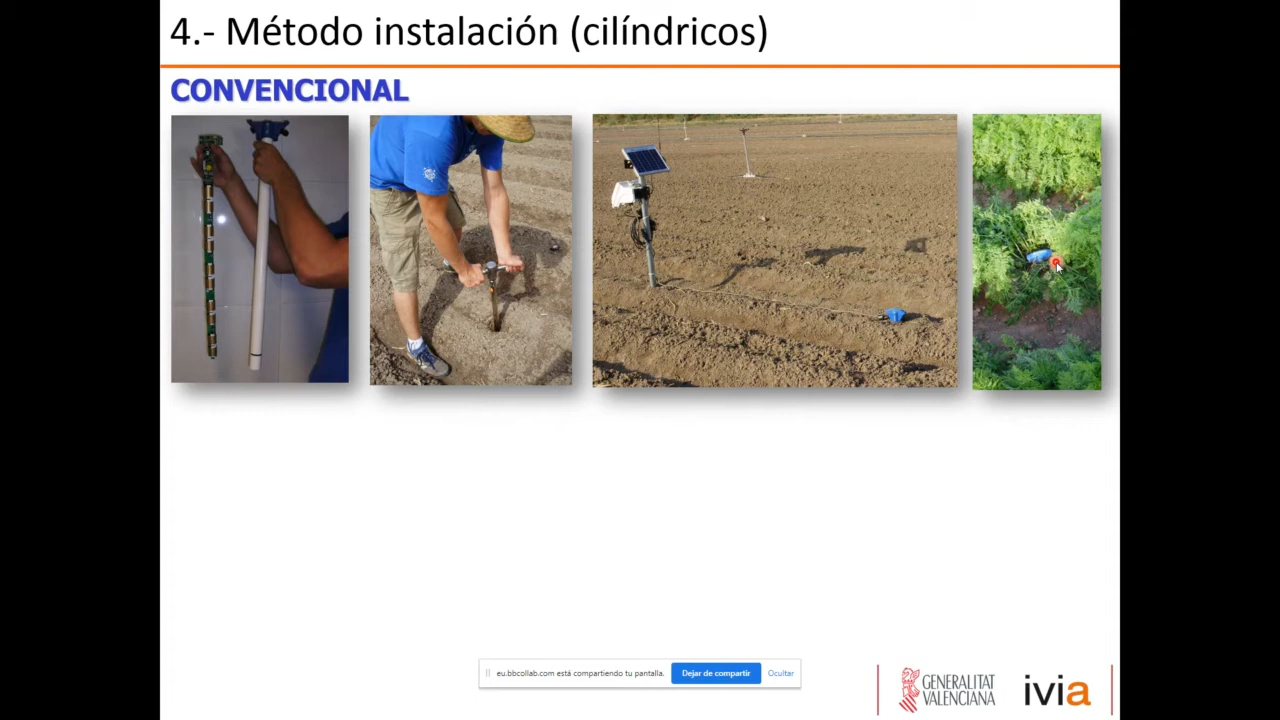 4.- Método instalación (cilíndricos)
CONVENCIONAL
eu.bbcollab.com está compartiendo tu pantalla.
Dejar de compartir
Ocultar
GENERALITAT
VALENCIANA
ivia